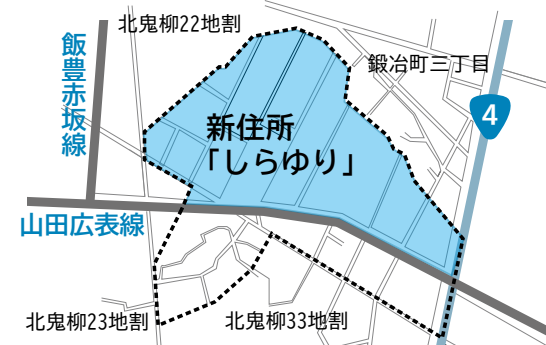 北鬼柳22地割
飯豊赤坂線
鍛冶町三丁目
4
新住所
「しらゆり」
山田広表線
北鬼柳23地割
北鬼柳33地割